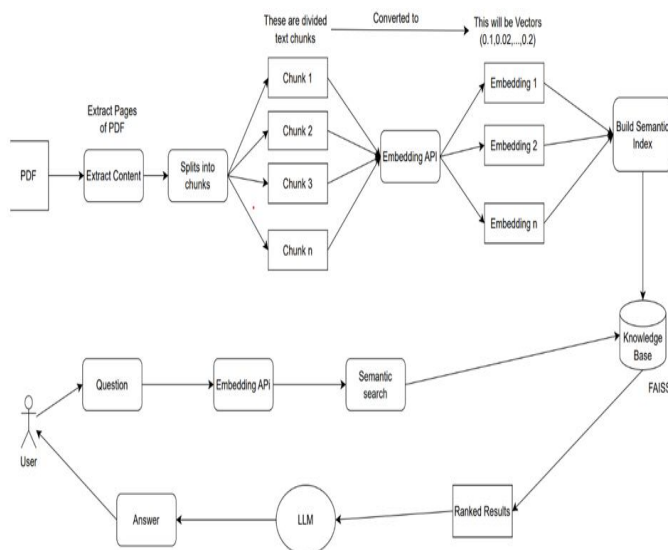 These are divided
text chunks
Converted to
This will be Vectors
(0.1,0.02,...,0.2)
Extract Pages
of PDF
PDF
Extract Content
Splits into
chunks
Chunk 1
Chunk 2
Chunk 3
Chunk n
Embedding API
Embedding 1
Embedding 2
Embedding n
Build Semantic
Index
Knowledge
Base
FAISS
Question
Embedding APi
Semantic
search
User
Answer
LLM
Ranked Results